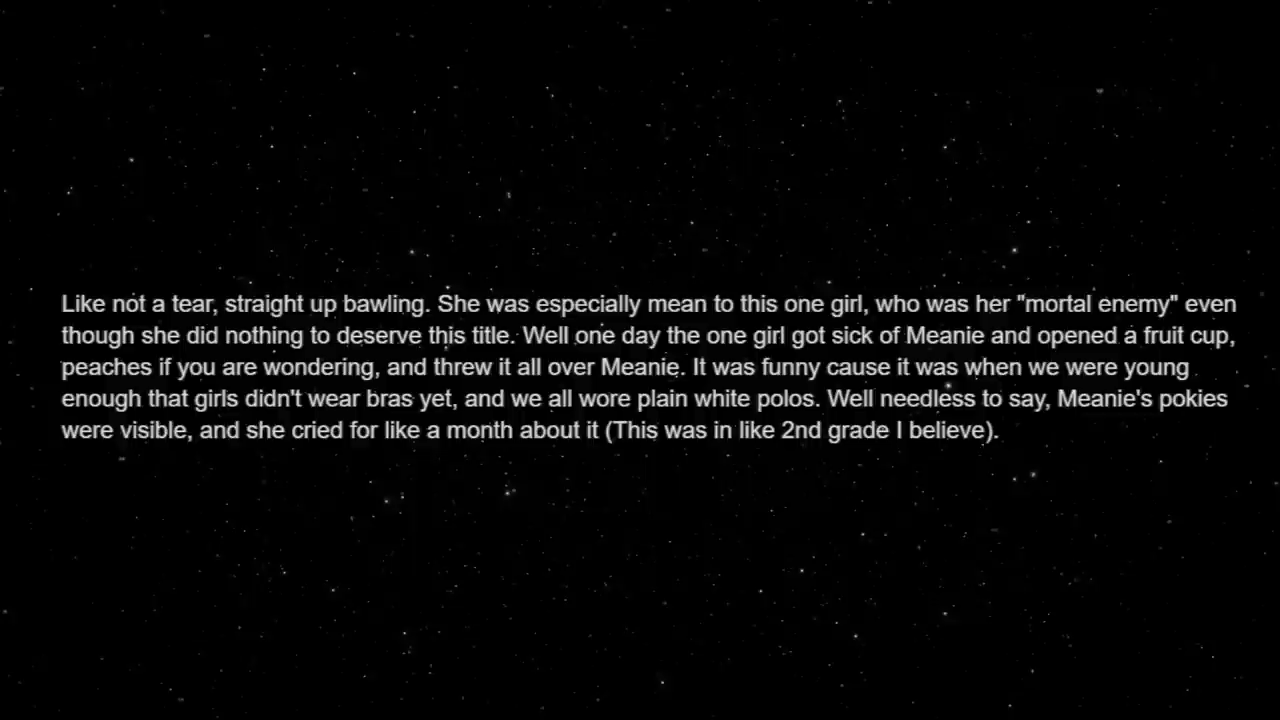 Like not a tear, straight up bawling. She was especially mean to this one girl, who was her "mortal enemy" even
though she did nothing to deserve this title. Well one day the one girl got sick of Meanie and opened a fruit cup,
peaches if you are wondering, and threw it all over Meanie. It was funny cause it was when we were young
enough that girls didn't wear bras yet, and we all wore plain white polos. Well needless to say, Meanie's pokies
were visible, and she cried for like a month about it (This was in like 2nd grade I believe).